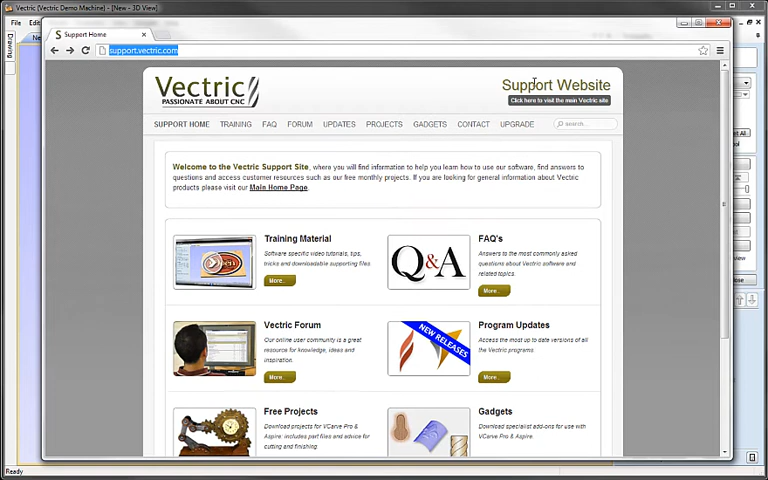 Vectric [Vectric Demo Machine] - [New - 3D View]
File
Drawing
Support Home
support.vectric.com
Vectric
PASSIONATE ABOUT CNC
Support Website
Click here to visit the main Vectric site
SUPPORT HOME TRAINING FAQ FORUM UPDATES PROJECTS GADGETS CONTACT UPGRADE search...
Welcome to the Vectric Support Site, where you will find information to help you learn how to use our software, find answers to
questions and access customer resources such as our free monthly projects. If you are looking for general information about Vectric
products please visit our Main Home Page.
Training Material
Software specific video tutorials, tips,
tricks and downloadable supporting files.
More..
Q&A
FAQ's
Answers to the most commonly asked
questions about Vectric software and
related topics.
More..
Vectric Forum
Our online user community is a great
resource for knowledge, ideas and
inspiration.
More..
NEW RELEASES
Program Updates
Access the most up to date versions of all
the Vectric programs.
More..
Free Projects
Download projects for VCarve Pro &
Aspire: includes part files and advice for
cutting and finishing
Gadgets
Download specialist add-ons for use with
VCarve Pro & Aspire.
Ready